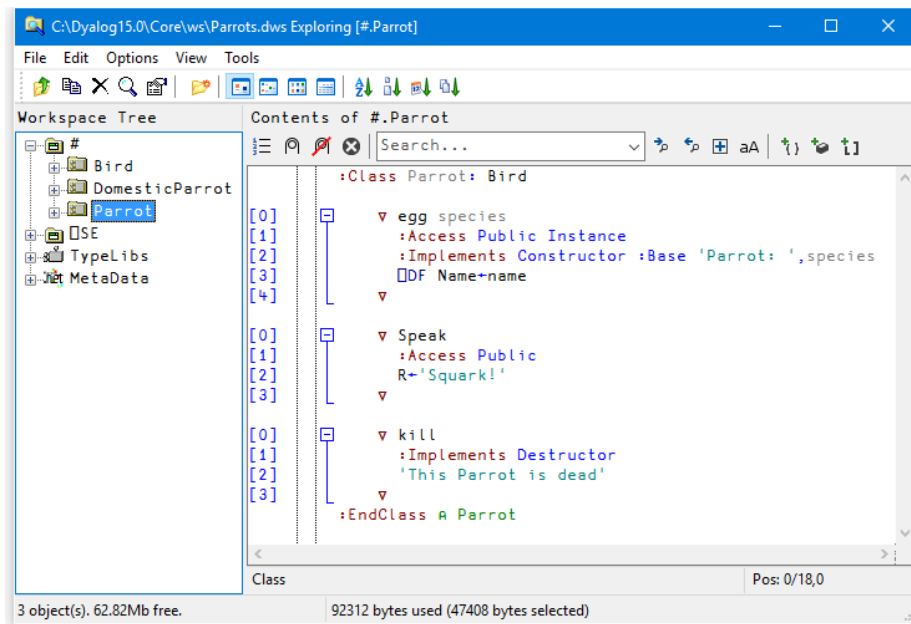 C:\Dyalog15.0\Core\ws\Parrots.dws Exploring [#.Parrot]
File Edit Options View Tools
Workspace Tree
Contents of #.Parrot
Search...
aA
#
Bird
DomesticParrot
Parrot
⎕SE
TypeLibs
MetaData
:Class Parrot: Bird
[0] ∇ egg species
[1] :Access Public Instance
[2] :Implements Constructor :Base 'Parrot: ',species
[3] ⎕DF Name←name
[4] ∇
[0] ∇ Speak
[1] :Access Public
[2] R←'Squark!'
[3] ∇
[0] ∇ kill
[1] :Implements Destructor
[2] 'This Parrot is dead'
[3] ∇
:EndClass ⍝ Parrot
Class
Pos: 0/18,0
3 object(s). 62.82Mb free.
92312 bytes used (47408 bytes selected)